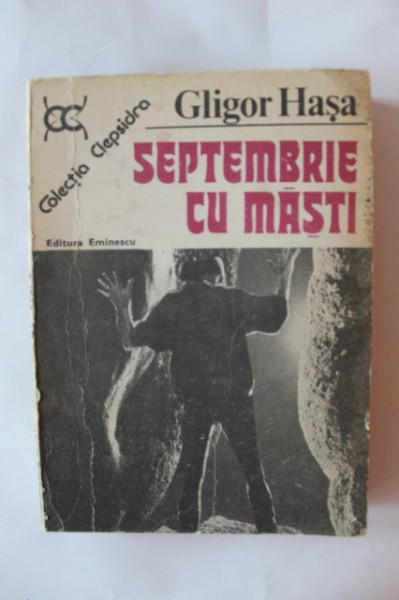 Colecția Clepsidra
Gligor Hașa
SEPTEMBRIE
CU MĂȘTI
Editura Eminescu